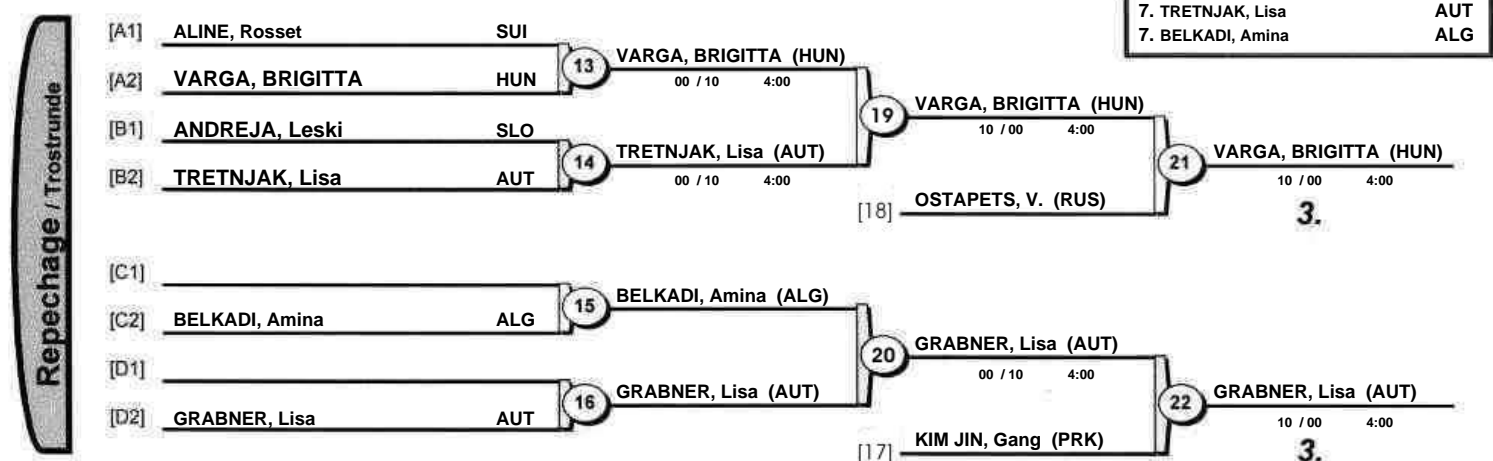 7. TRETNJAK, Lisa AUT
7. BELKADI, Amina ALG
Repechage / Trostrunde
[A1] ALINE, Rosset SUI
[A2] VARGA, BRIGITTA HUN
13 VARGA, BRIGITTA (HUN)
00 / 10 4:00
[B1] ANDREJA, Leski SLO
[B2] TRETNJAK, Lisa AUT
14 TRETNJAK, Lisa (AUT)
00 / 10 4:00
19 VARGA, BRIGITTA (HUN)
10 / 00 4:00
[18] OSTAPETS, V. (RUS)
21 VARGA, BRIGITTA (HUN)
10 / 00 4:00
3.
[C1]
[C2] BELKADI, Amina ALG
15 BELKADI, Amina (ALG)
[D1]
[D2] GRABNER, Lisa AUT
16 GRABNER, Lisa (AUT)
20 GRABNER, Lisa (AUT)
00 / 10 4:00
[17] KIM JIN, Gang (PRK)
22 GRABNER, Lisa (AUT)
10 / 00 4:00
3.